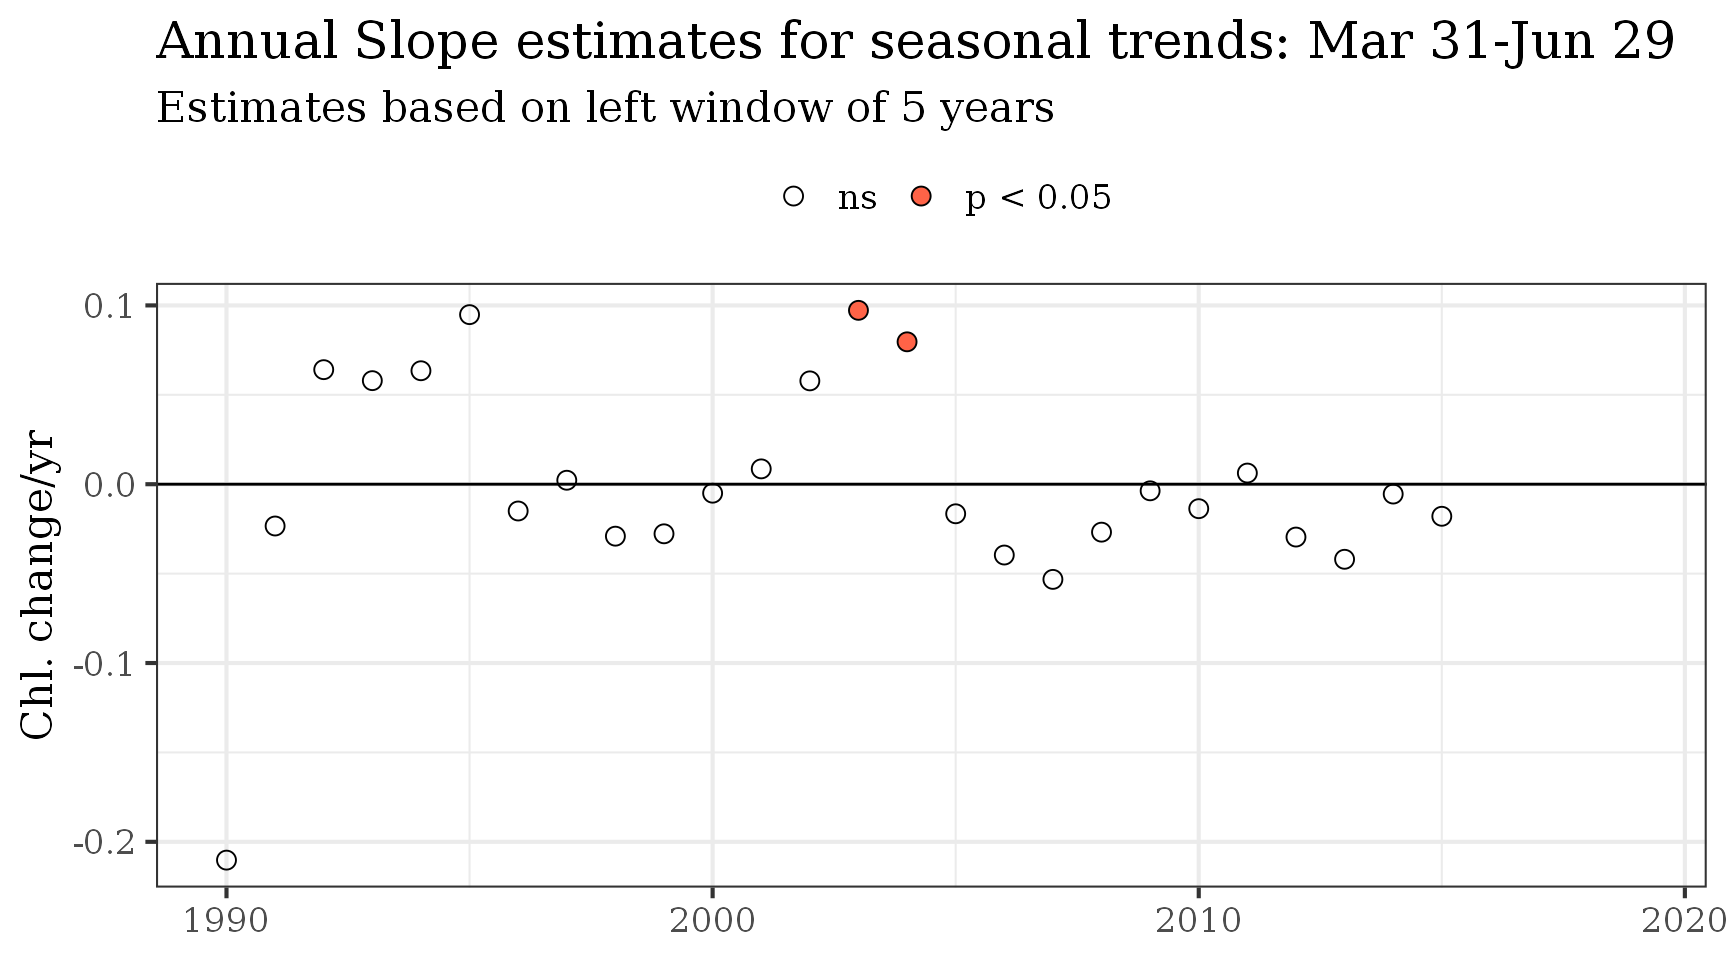 Annual Slope estimates for seasonal trends: Mar 31-Jun 29
Estimates based on left window of 5 years
ns p < 0.05
Chl. change/yr
0.1
0.0
-0.1
-0.2
1990 2000 2010 2020